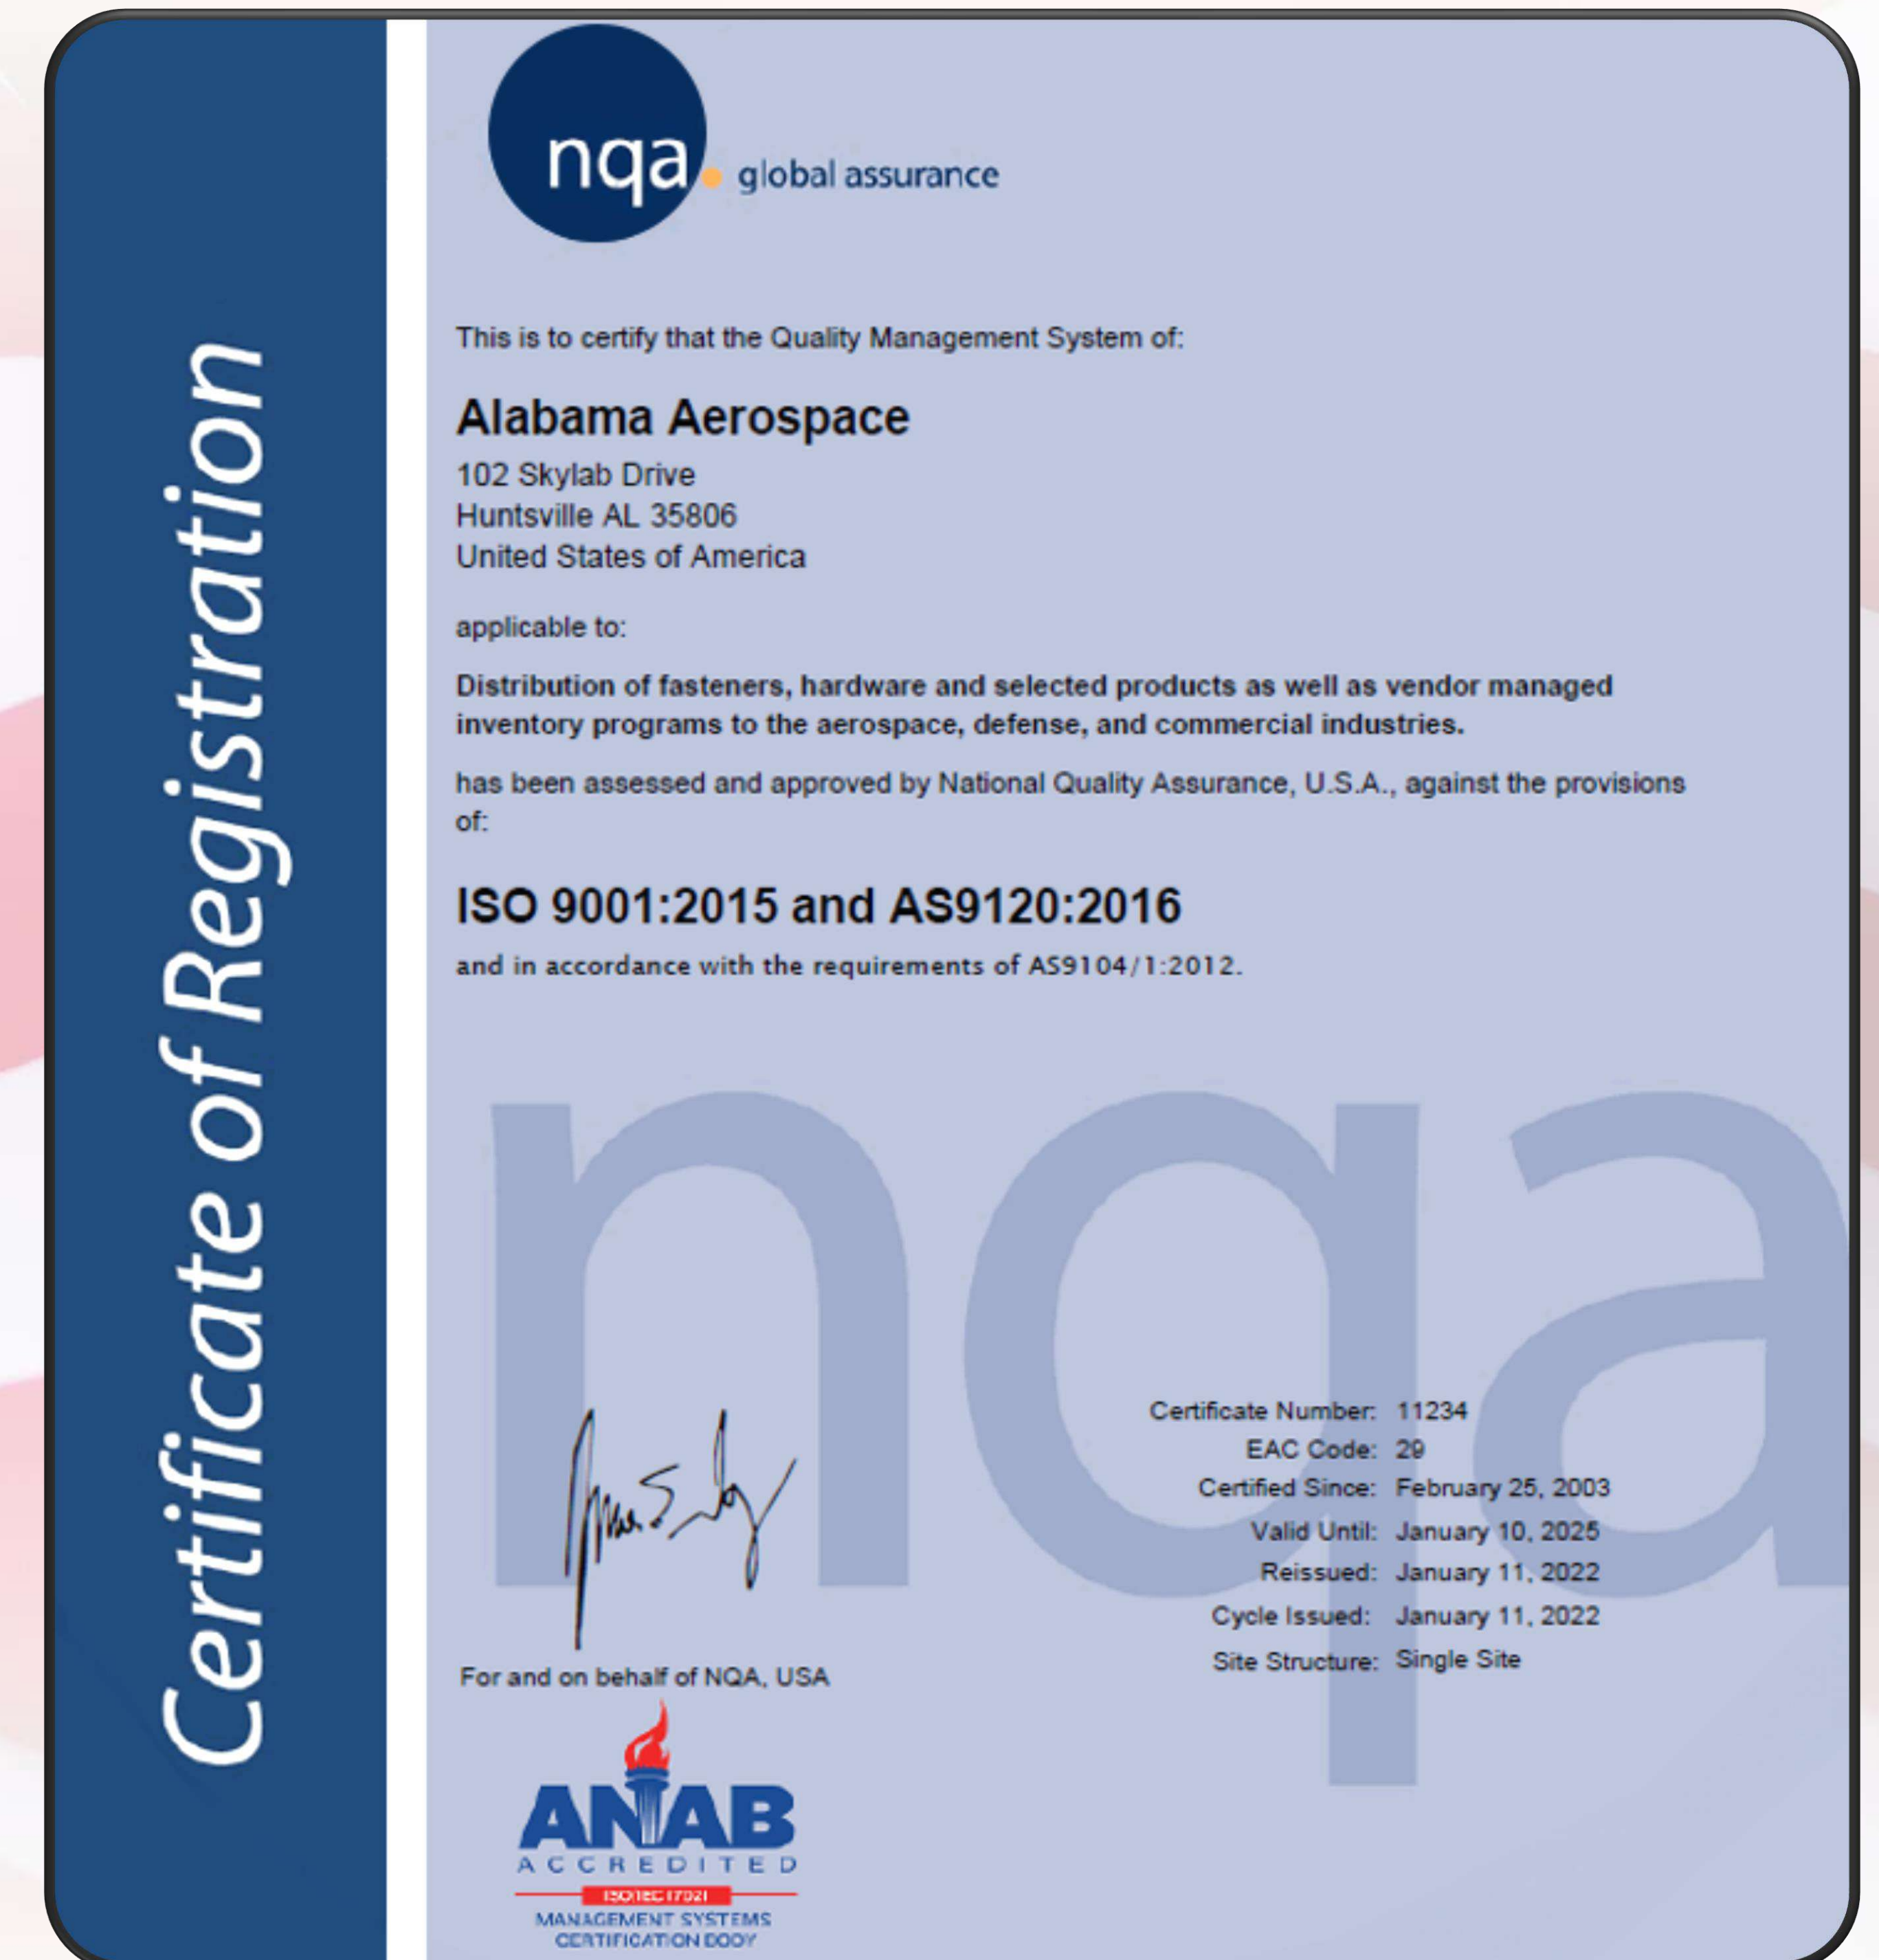 Certificate of Registration
nqa.
global assurance
This is to certify that the Quality Management System of:
Alabama Aerospace
102 Skylab Drive
Huntsville AL 35806
United States of America
applicable to:
Distribution of fasteners, hardware and selected products as well as vendor managed
inventory programs to the aerospace, defense, and commercial industries.
has been assessed and approved by National Quality Assurance, U.S.A., against the provisions
of:
ISO 9001:2015 and AS9120:2016
and in accordance with the requirements of AS9104/1:2012.
nqa
Certificate Number: 11234
EAC Code: 29
Certified Since: February 25, 2003
Valid Until: January 10, 2025
Reissued: January 11, 2022
Cycle Issued: January 11, 2022
Site Structure: Single Site
For and on behalf of NQA, USA
ANAB
ACCREDITED
ISO/IEC 17021
MANAGEMENT SYSTEMS
CERTIFICATION BODY